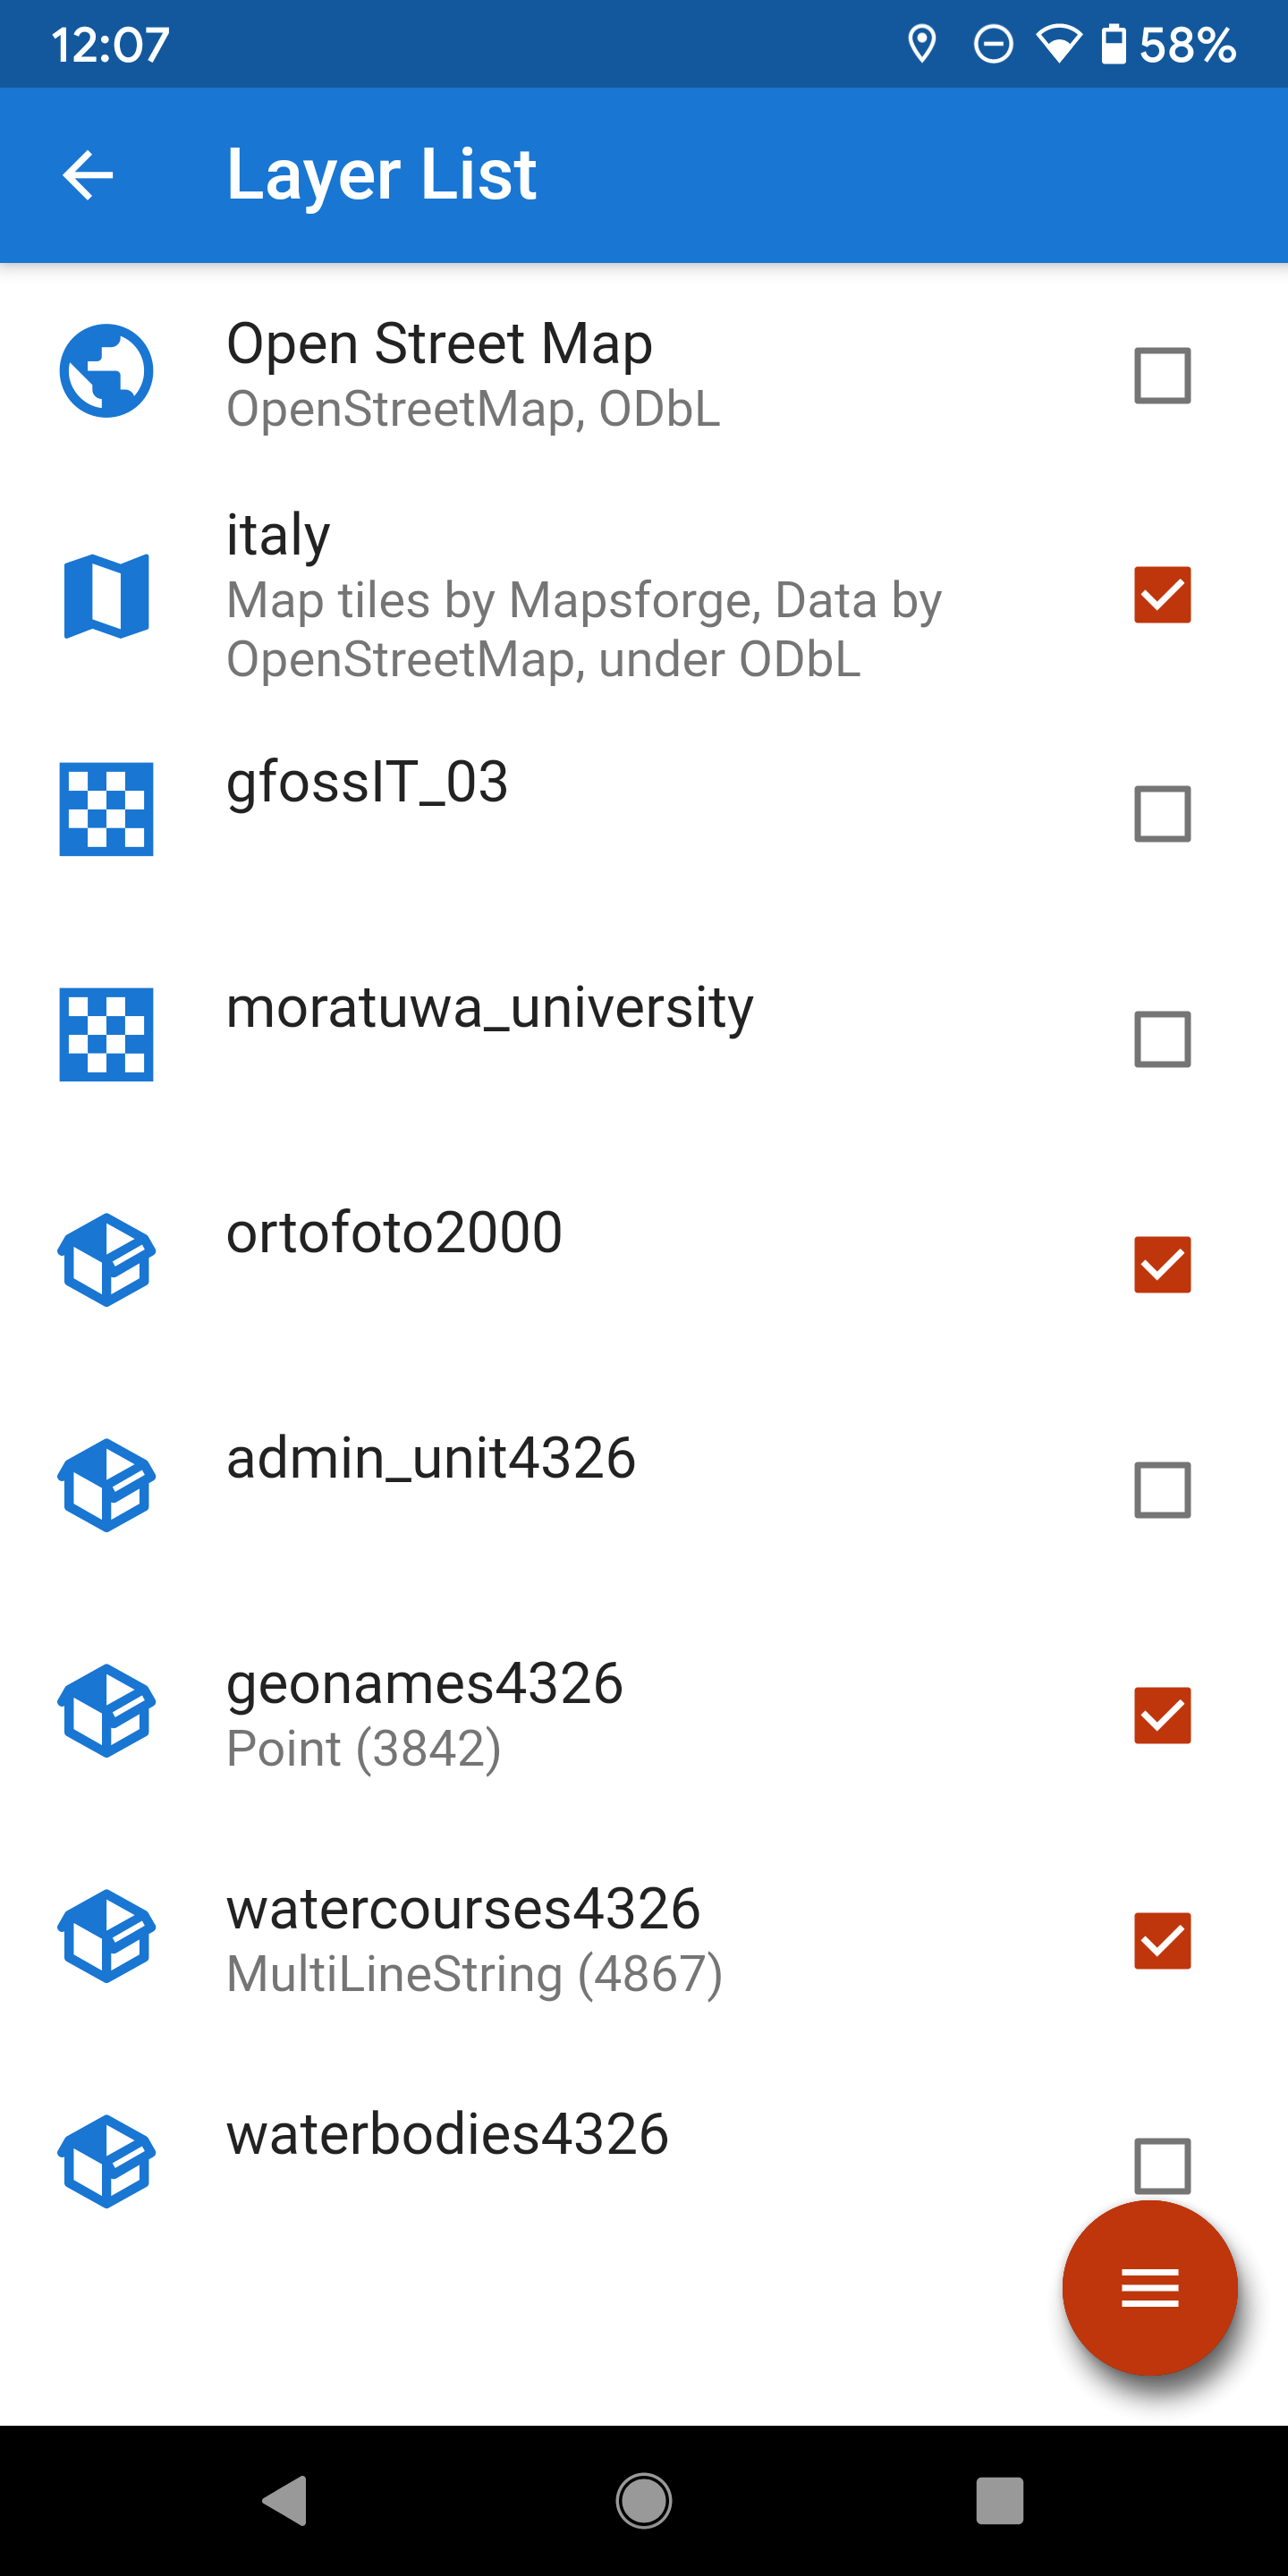 12:07
58%
Layer List
Open Street Map
OpenStreetMap, ODbL
italy
Map tiles by Mapsforge, Data by
OpenStreetMap, under ODbL
gfossIT_03
moratuwa_university
ortofoto2000
admin_unit4326
geonames4326
Point (3842)
watercourses4326
MultiLineString (4867)
waterbodies4326